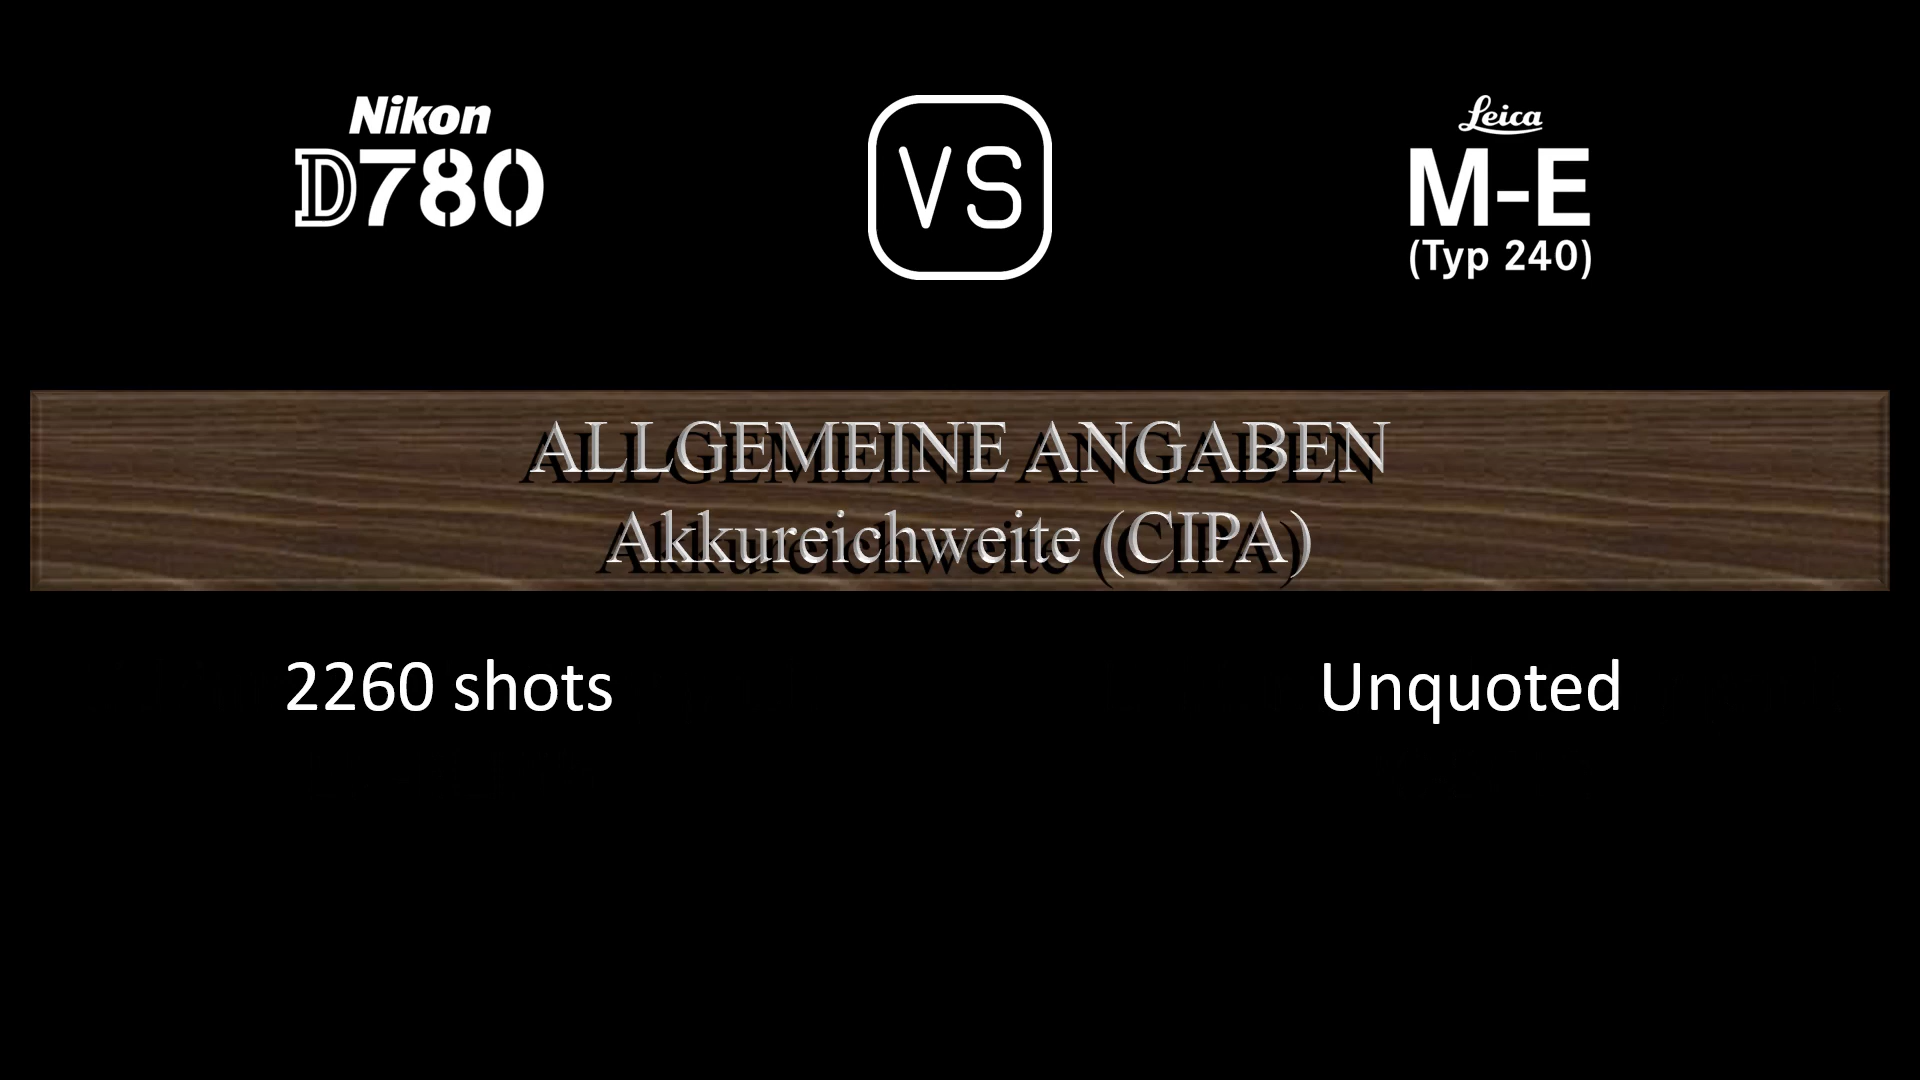 Nikon
D780
VS
Leica
M-E
(Typ 240)
ALLGEMEINE ANGABEN
Akkureichweite (CIPA)
2260 shots
Unquoted